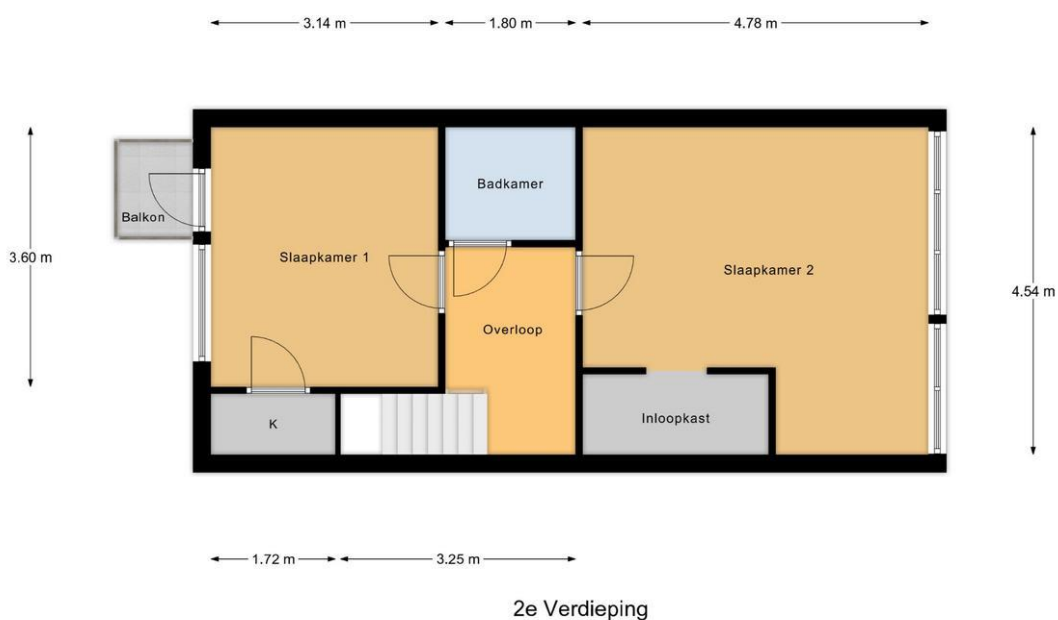 3.14 m
1.80 m
4.78 m
Badkamer
Balkon
3.60 m
Slaapkamer 1
Slaapkamer 2
4.54 m
Overloop
K
Inloopkast
1.72 m
3.25 m
2e Verdieping